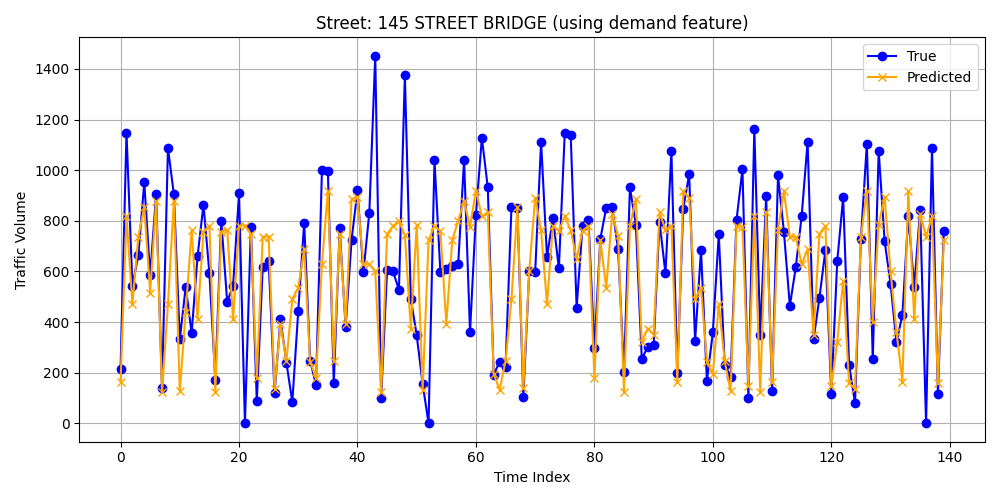 Street: 145 STREET BRIDGE (using demand feature)
True
Predicted
Traffic Volume
1400
1200
1000
800
600
400
200
0
0 20 40 60 80 100 120 140
Time Index